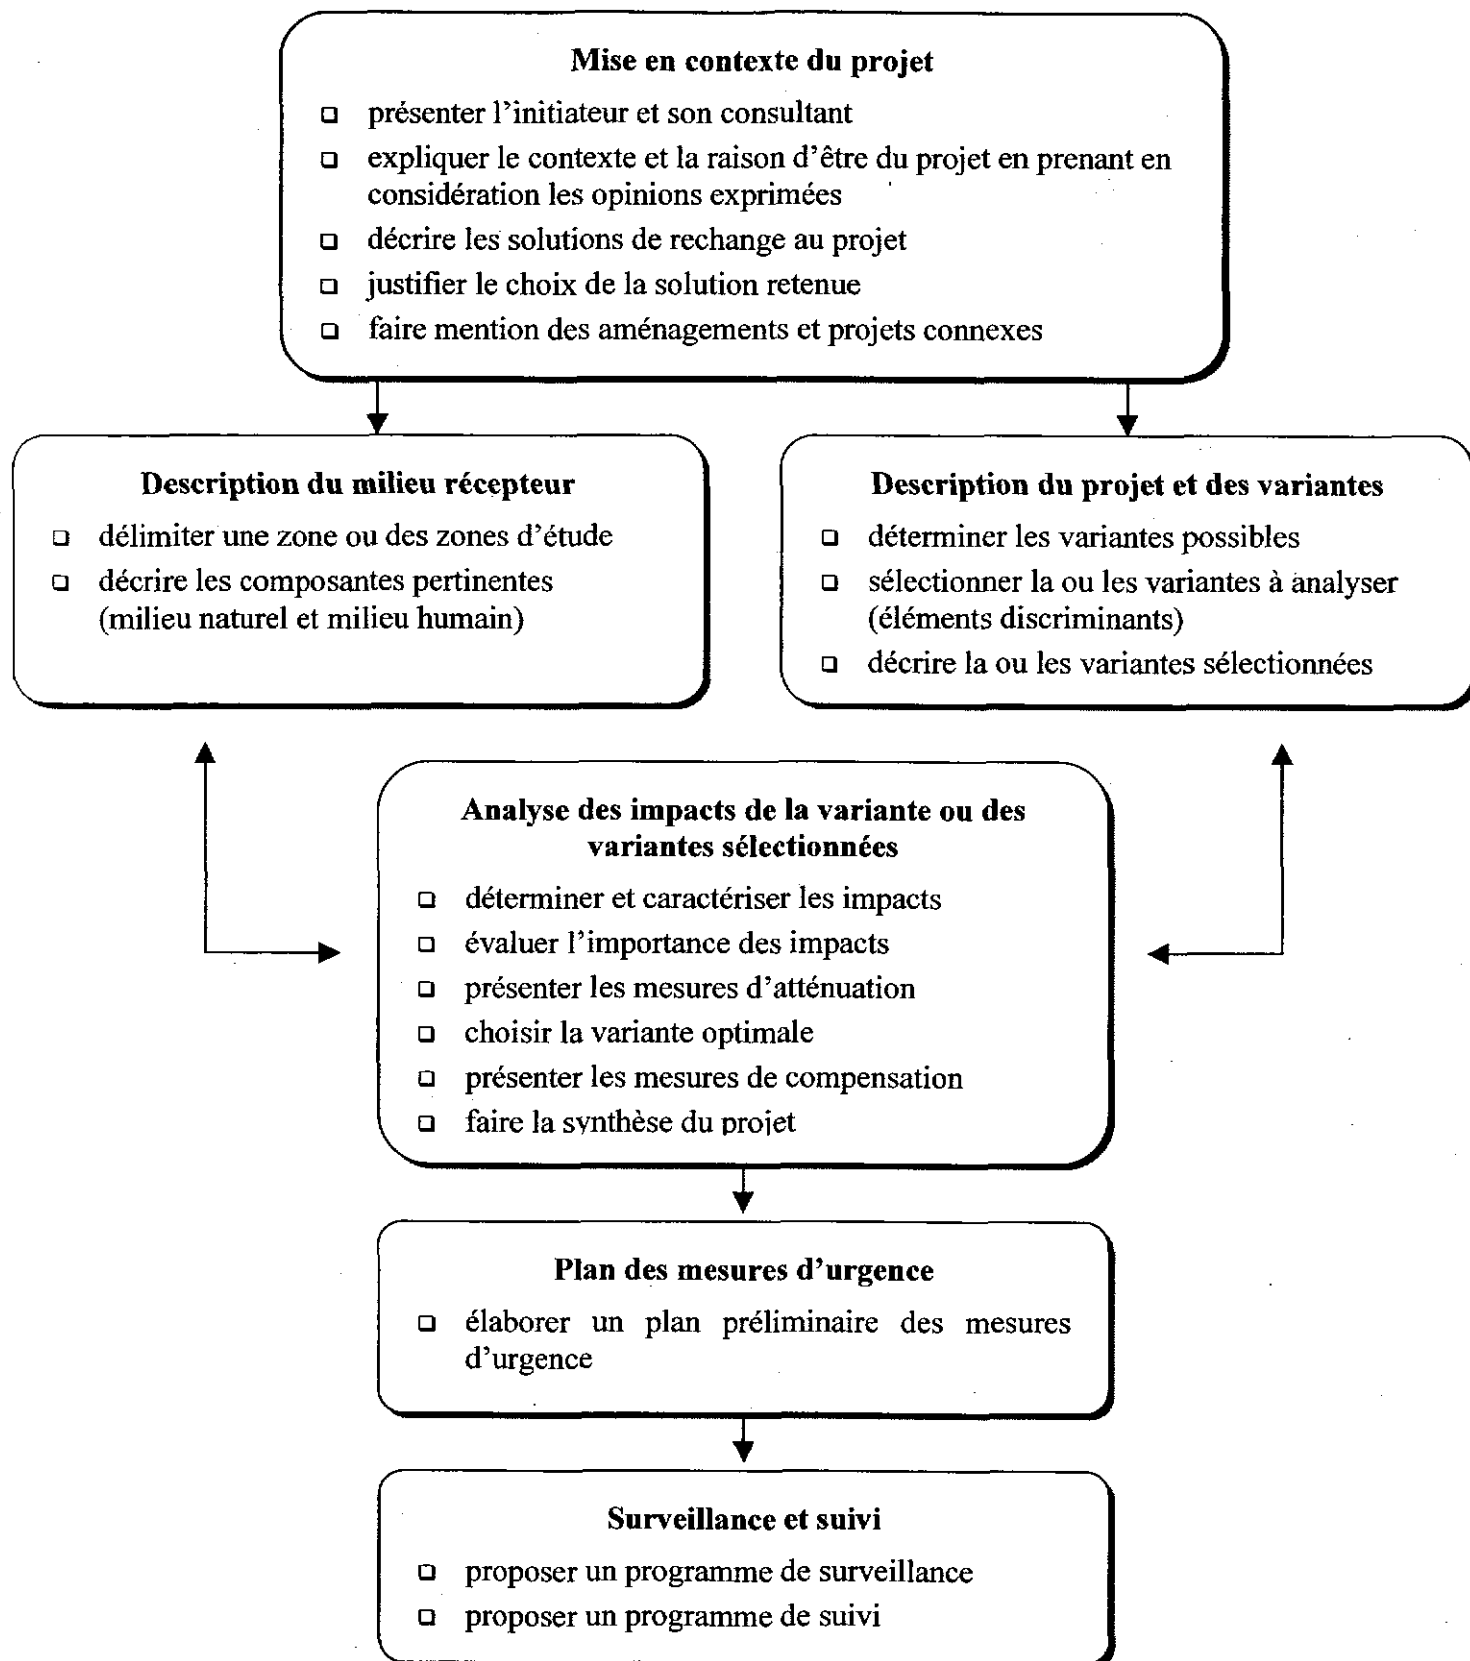 Mise en contexte du projet
❑ présenter l'initiateur et son consultant
❑ expliquer le contexte et la raison d'être du projet en prenant en
considération les opinions exprimées
❑ décrire les solutions de rechange au projet
❑ justifier le choix de la solution retenue
❑ faire mention des aménagements et projets connexes
Description du milieu récepteur
❑ délimiter une zone ou des zones d'étude
❑ décrire les composantes pertinentes
(milieu naturel et milieu humain)
Description du projet et des variantes
❑ déterminer les variantes possibles
❑ sélectionner la ou les variantes à analyser
(éléments discriminants)
❑ décrire la ou les variantes sélectionnées
Analyse des impacts de la variante ou des
variantes sélectionnées
❑ déterminer et caractériser les impacts
❑ évaluer l'importance des impacts
❑ présenter les mesures d'atténuation
❑ choisir la variante optimale
❑ présenter les mesures de compensation
❑ faire la synthèse du projet
Plan des mesures d'urgence
❑ élaborer un plan préliminaire des mesures
d'urgence
Surveillance et suivi
❑ proposer un programme de surveillance
❑ proposer un programme de suivi